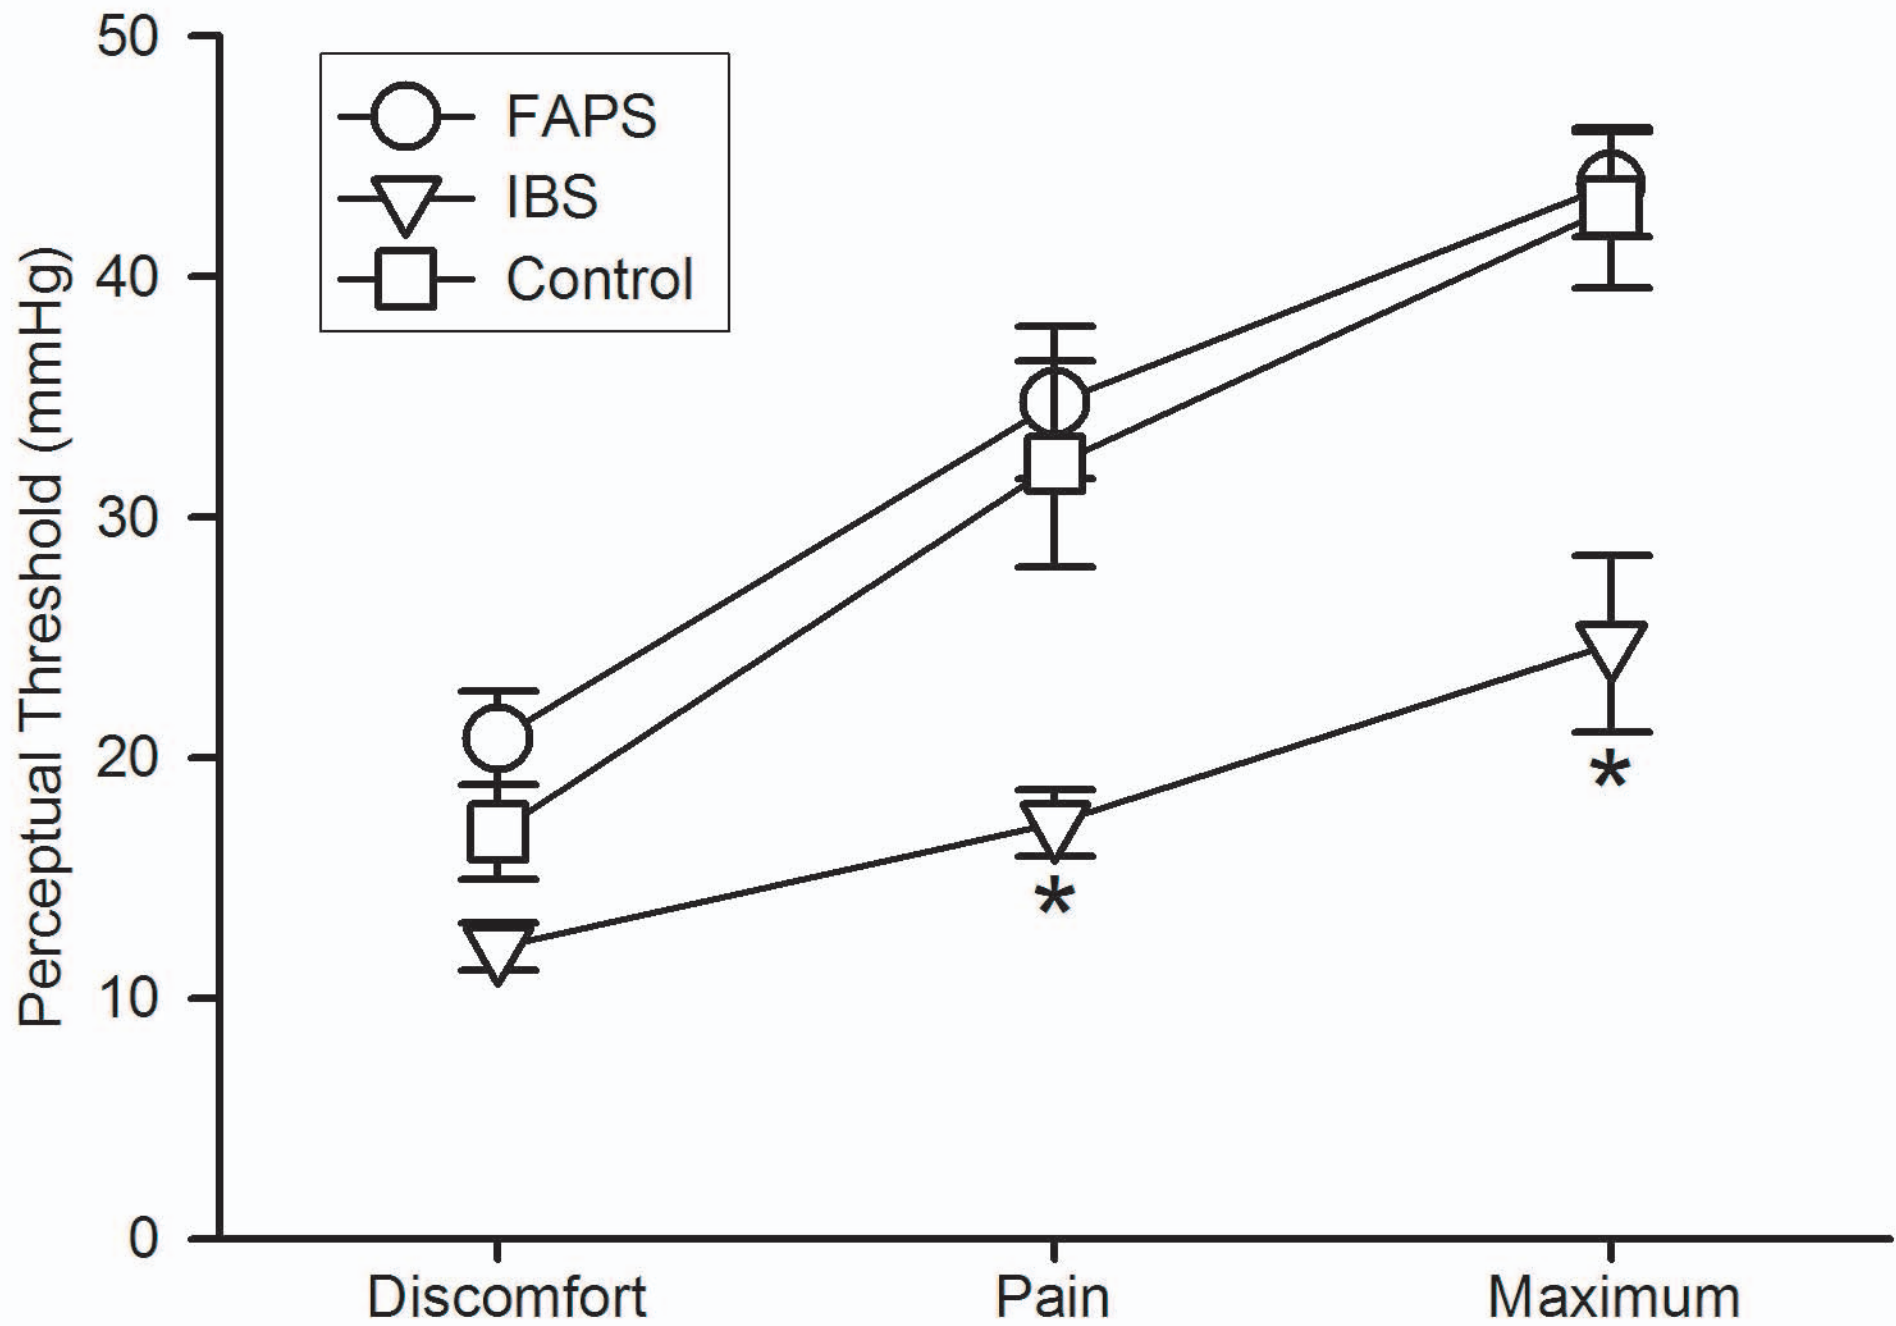 Perceptual Threshold (mmHg)
50
40
30
20
10
0
FAPS
IBS
Control
*
*
Discomfort
Pain
Maximum